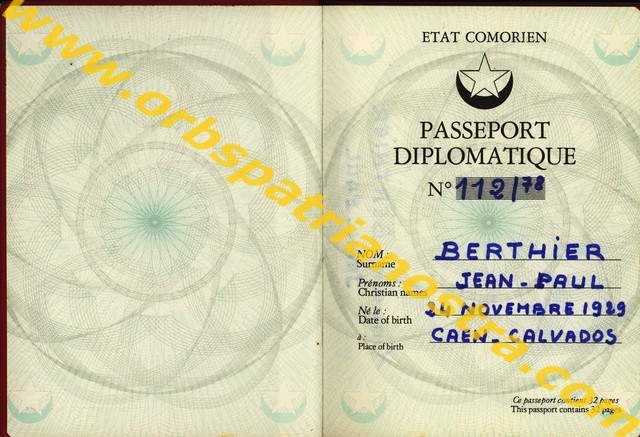 www.orbspatrianostra.com
ETAT COMORIEN
PASSEPORT
DIPLOMATIQUE
N° 112/78
NOM :
Surname
BERTHIER
Prénoms :
Christian names
JEAN-PAUL
Né le :
Date of birth
24 NOVEMBRE 1929
à :
Place of birth
CAEN-CALVADOS
Ce passeport contient 32 pages
This passport contains 32 pages